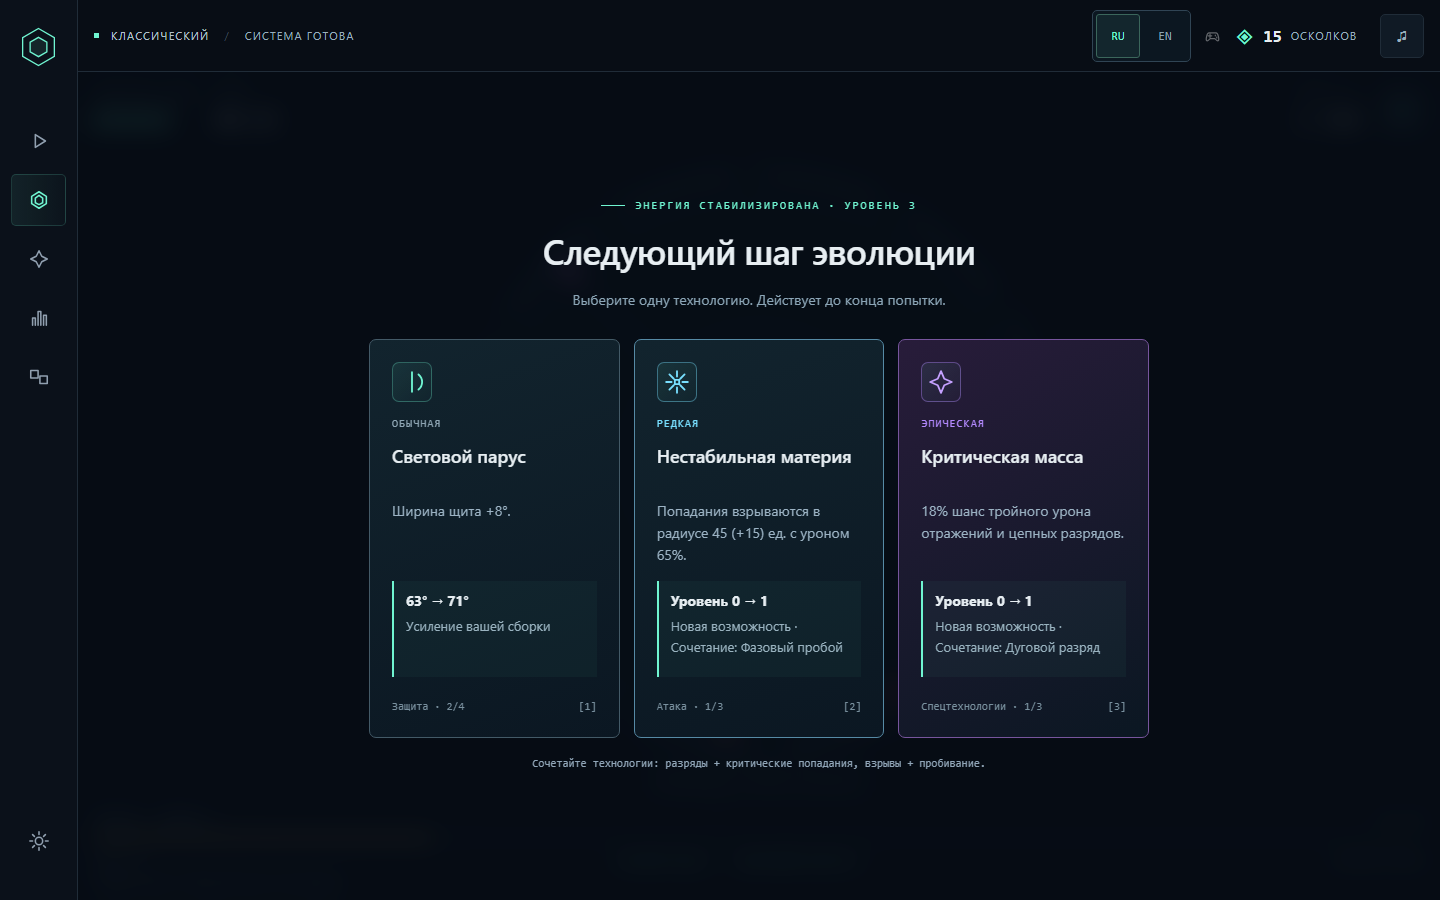 КЛАССИЧЕСКИЙ / СИСТЕМА ГОТОВА
RU EN 15 ОСКОЛКОВ
ЭНЕРГИЯ СТАБИЛИЗИРОВАНА · УРОВЕНЬ 3
Следующий шаг эволюции
Выберите одну технологию. Действует до конца попытки.
ОБЫЧНАЯ
Световой парус
Ширина щита +8°.
63° → 71°
Усиление вашей сборки
Защита · 2/4 [1]
РЕДКАЯ
Нестабильная материя
Попадания взрываются в
радиусе 45 (+15) ед. с уроном
65%.
Уровень 0 → 1
Новая возможность ·
Сочетание: Фазовый пробой
Атака · 1/3 [2]
ЭПИЧЕСКАЯ
Критическая масса
18% шанс тройного урона
отражений и цепных разрядов.
Уровень 0 → 1
Новая возможность ·
Сочетание: Дуговой разряд
Спецтехнологии · 1/3 [3]
Сочетайте технологии: разряды + критические попадания, взрывы + пробивание.